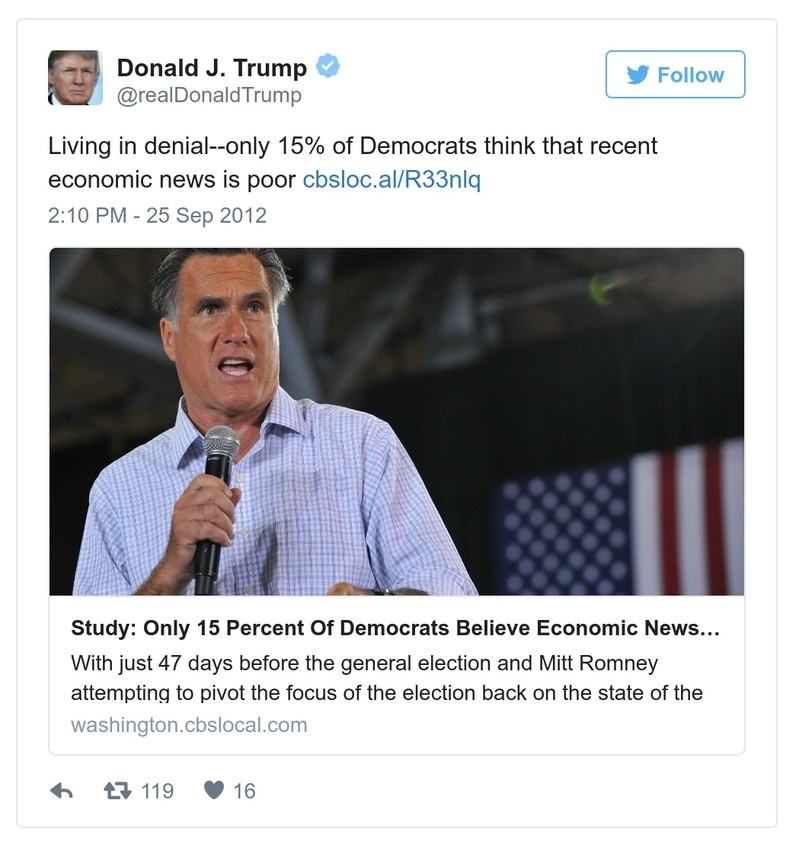 Donald J. Trump
@realDonaldTrump
Follow
Living in denial--only 15% of Democrats think that recent
economic news is poor cbsloc.al/R33nlq
2:10 PM - 25 Sep 2012
Study: Only 15 Percent Of Democrats Believe Economic News…
With just 47 days before the general election and Mitt Romney
attempting to pivot the focus of the election back on the state of the
washington.cbslocal.com
119
16